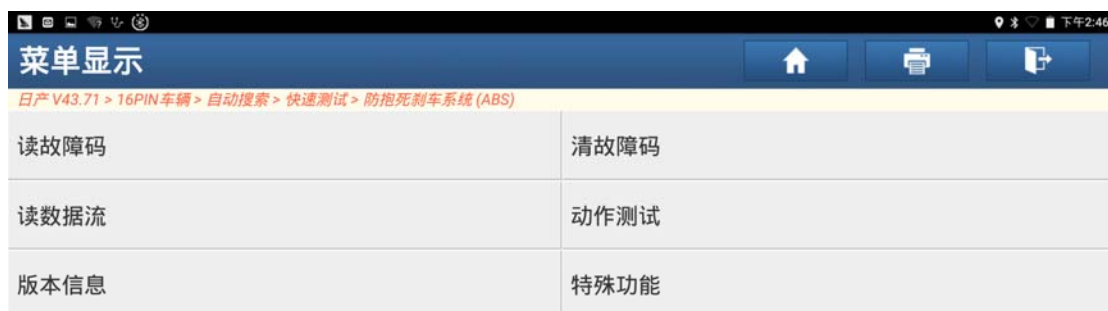 下午2:46
菜单显示
日产 V43.71 > 16PIN车辆 > 自动搜索 > 快速测试 > 防抱死刹车系统 (ABS)
读故障码 清故障码
读数据流 动作测试
版本信息 特殊功能